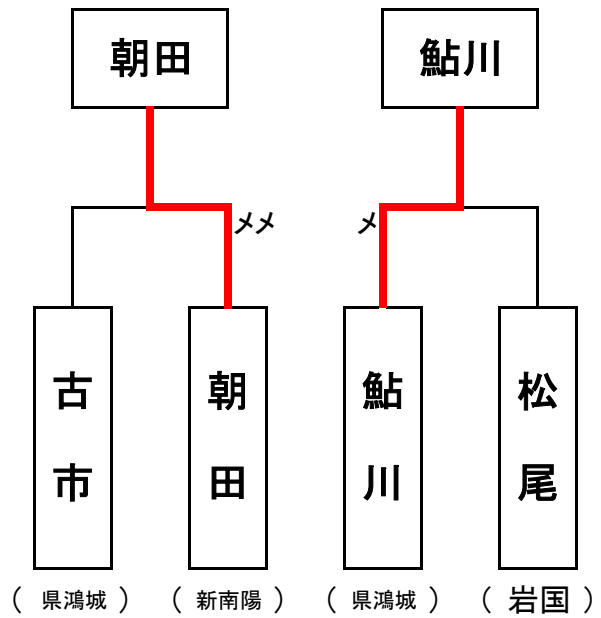 朝田
鮎川
メメ
メ
古市
朝田
鮎川
松尾
( 県鴻城 )
( 新南陽 )
( 県鴻城 )
( 岩国 )